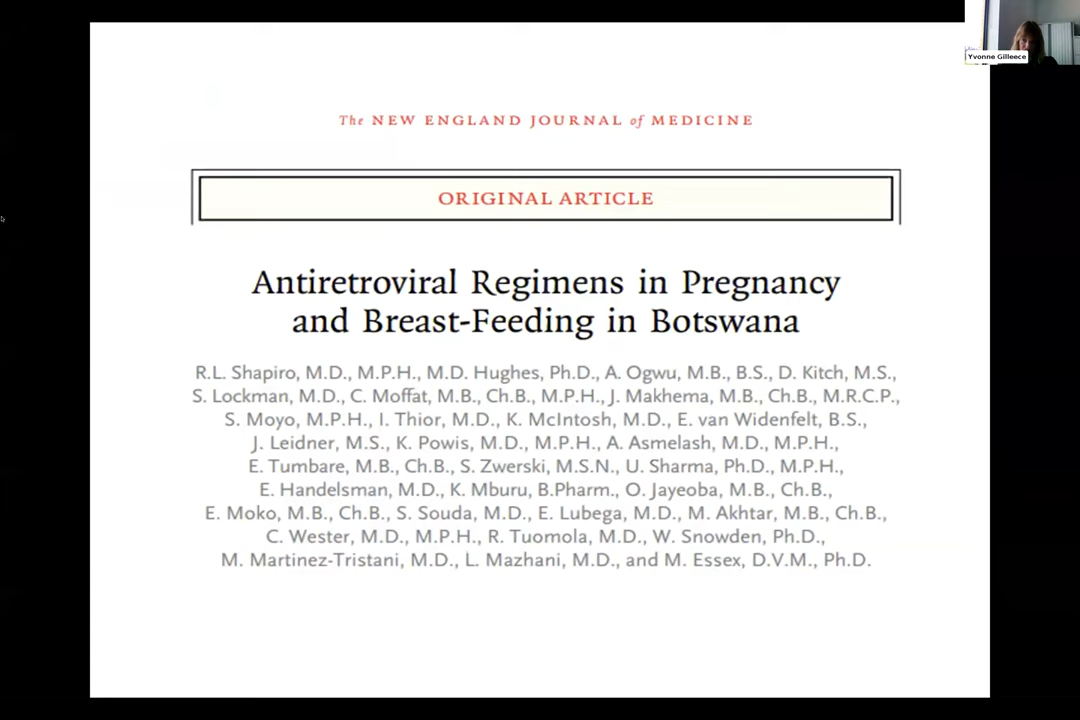 Yvonne Gilleece
The NEW ENGLAND JOURNAL of MEDICINE
ORIGINAL ARTICLE
Antiretroviral Regimens in Pregnancy
and Breast-Feeding in Botswana
R.L. Shapiro, M.D., M.P.H., M.D. Hughes, Ph.D., A. Ogwu, M.B., B.S., D. Kitch, M.S.,
S. Lockman, M.D., C. Moffat, M.B., Ch.B., M.P.H., J. Makhema, M.B., Ch.B., M.R.C.P.,
S. Moyo, M.P.H., I. Thior, M.D., K. McIntosh, M.D., E. van Widenfelt, B.S.,
J. Leidner, M.S., K. Powis, M.D., M.P.H., A. Asmelash, M.D., M.P.H.,
E. Tumbare, M.B., Ch.B., S. Zwerski, M.S.N., U. Sharma, Ph.D., M.P.H.,
E. Handelsman, M.D., K. Mburu, B.Pharm., O. Jayeoba, M.B., Ch.B.,
E. Moko, M.B., Ch.B., S. Souda, M.D., E. Lubega, M.D., M. Akhtar, M.B., Ch.B.,
C. Wester, M.D., M.P.H., R. Tuomola, M.D., W. Snowden, Ph.D.,
M. Martinez-Tristani, M.D., L. Mazhani, M.D., and M. Essex, D.V.M., Ph.D.